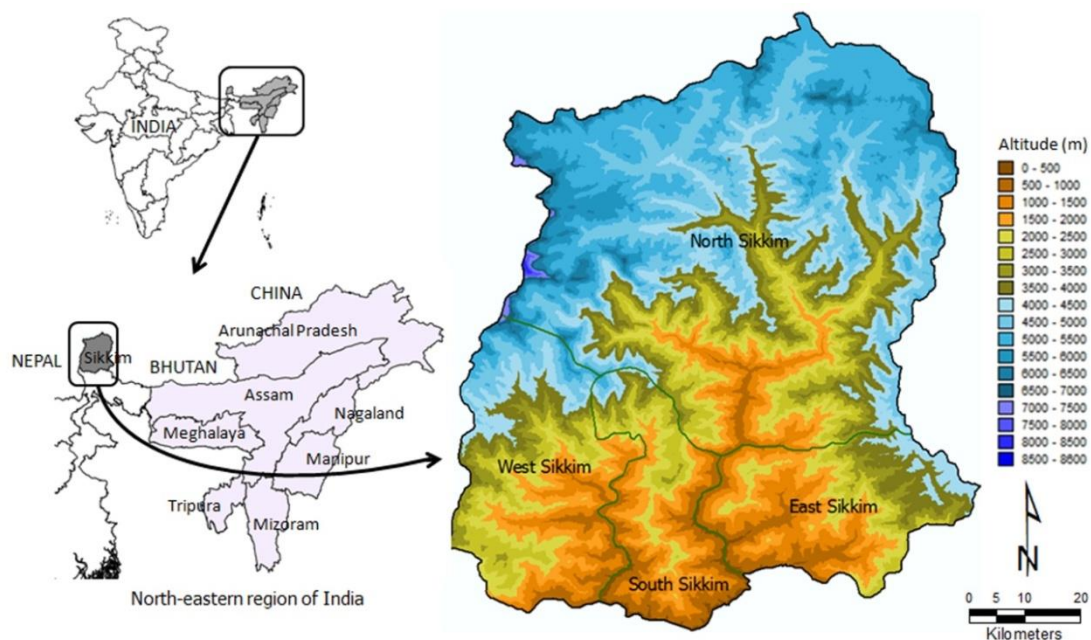 INDIA
CHINA
Arunachal Pradesh
NEPAL
Sikkim
BHUTAN
Assam
Nagaland
Meghalaya
Manipur
Tripura
Mizoram
North-eastern region of India
North Sikkim
West Sikkim
East Sikkim
South Sikkim
Altitude (m)
0 - 500
500 - 1000
1000 - 1500
1500 - 2000
2000 - 2500
2500 - 3000
3000 - 3500
3500 - 4000
4000 - 4500
4500 - 5000
5000 - 5500
5500 - 6000
6000 - 6500
6500 - 7000
7000 - 7500
7500 - 8000
8000 - 8500
8500 - 8600
N
0 5 10 20
Kilometers